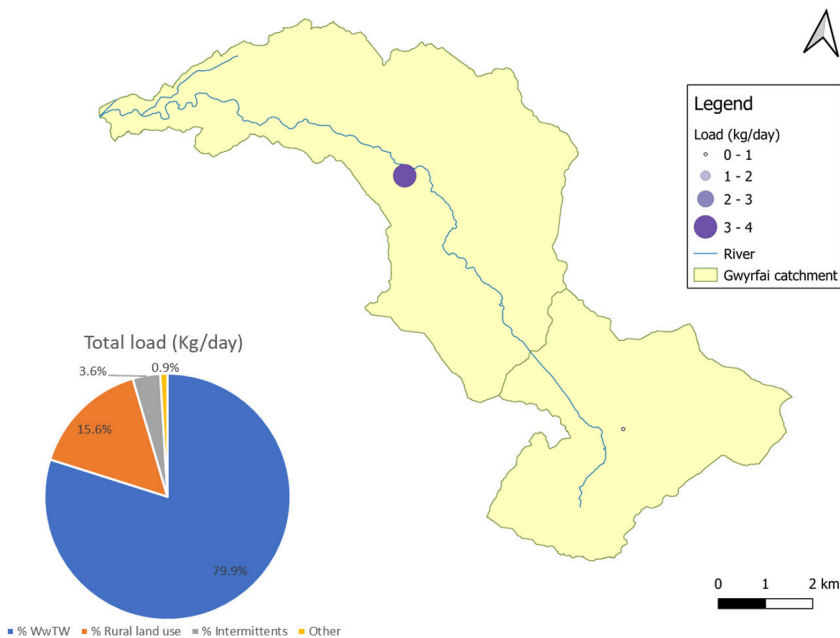 Legend
Load (kg/day)
0 - 1
1 - 2
2 - 3
3 - 4
River
Gwyrfai catchment
Total load (Kg/day)
3.6%
0.9%
15.6%
79.9%
% WwTW % Rural land use % Intermittents Other
0 1 2 km